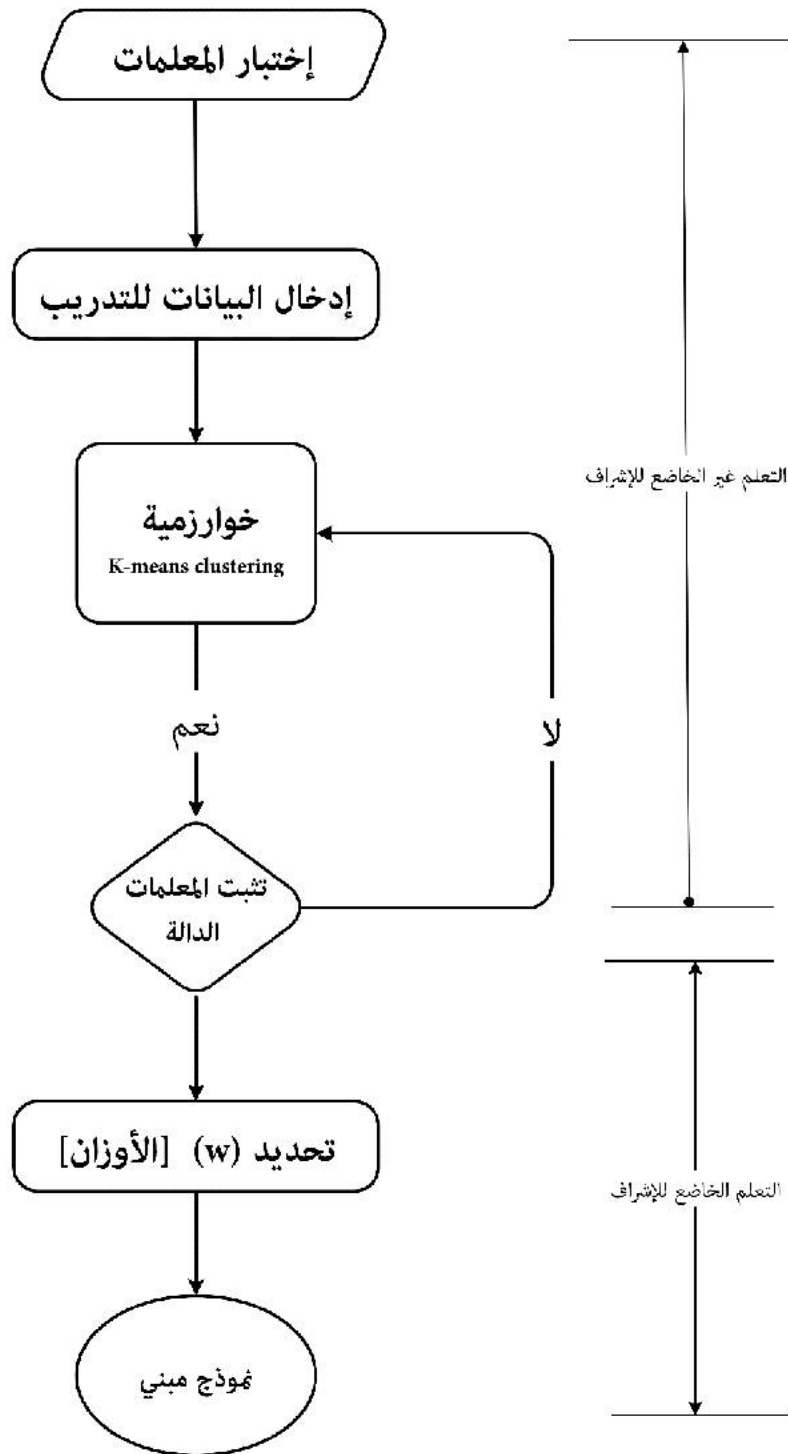 إختبار المعلمات
إدخال البيانات للتدريب
خوارزمية
K-means clustering
التعلم غير الخاضع للإشراف
نعم
لا
تثبت المعلمات
الدالة
تحديد (w) [الأوزان]
التعلم الخاضع للإشراف
نموذج مبني